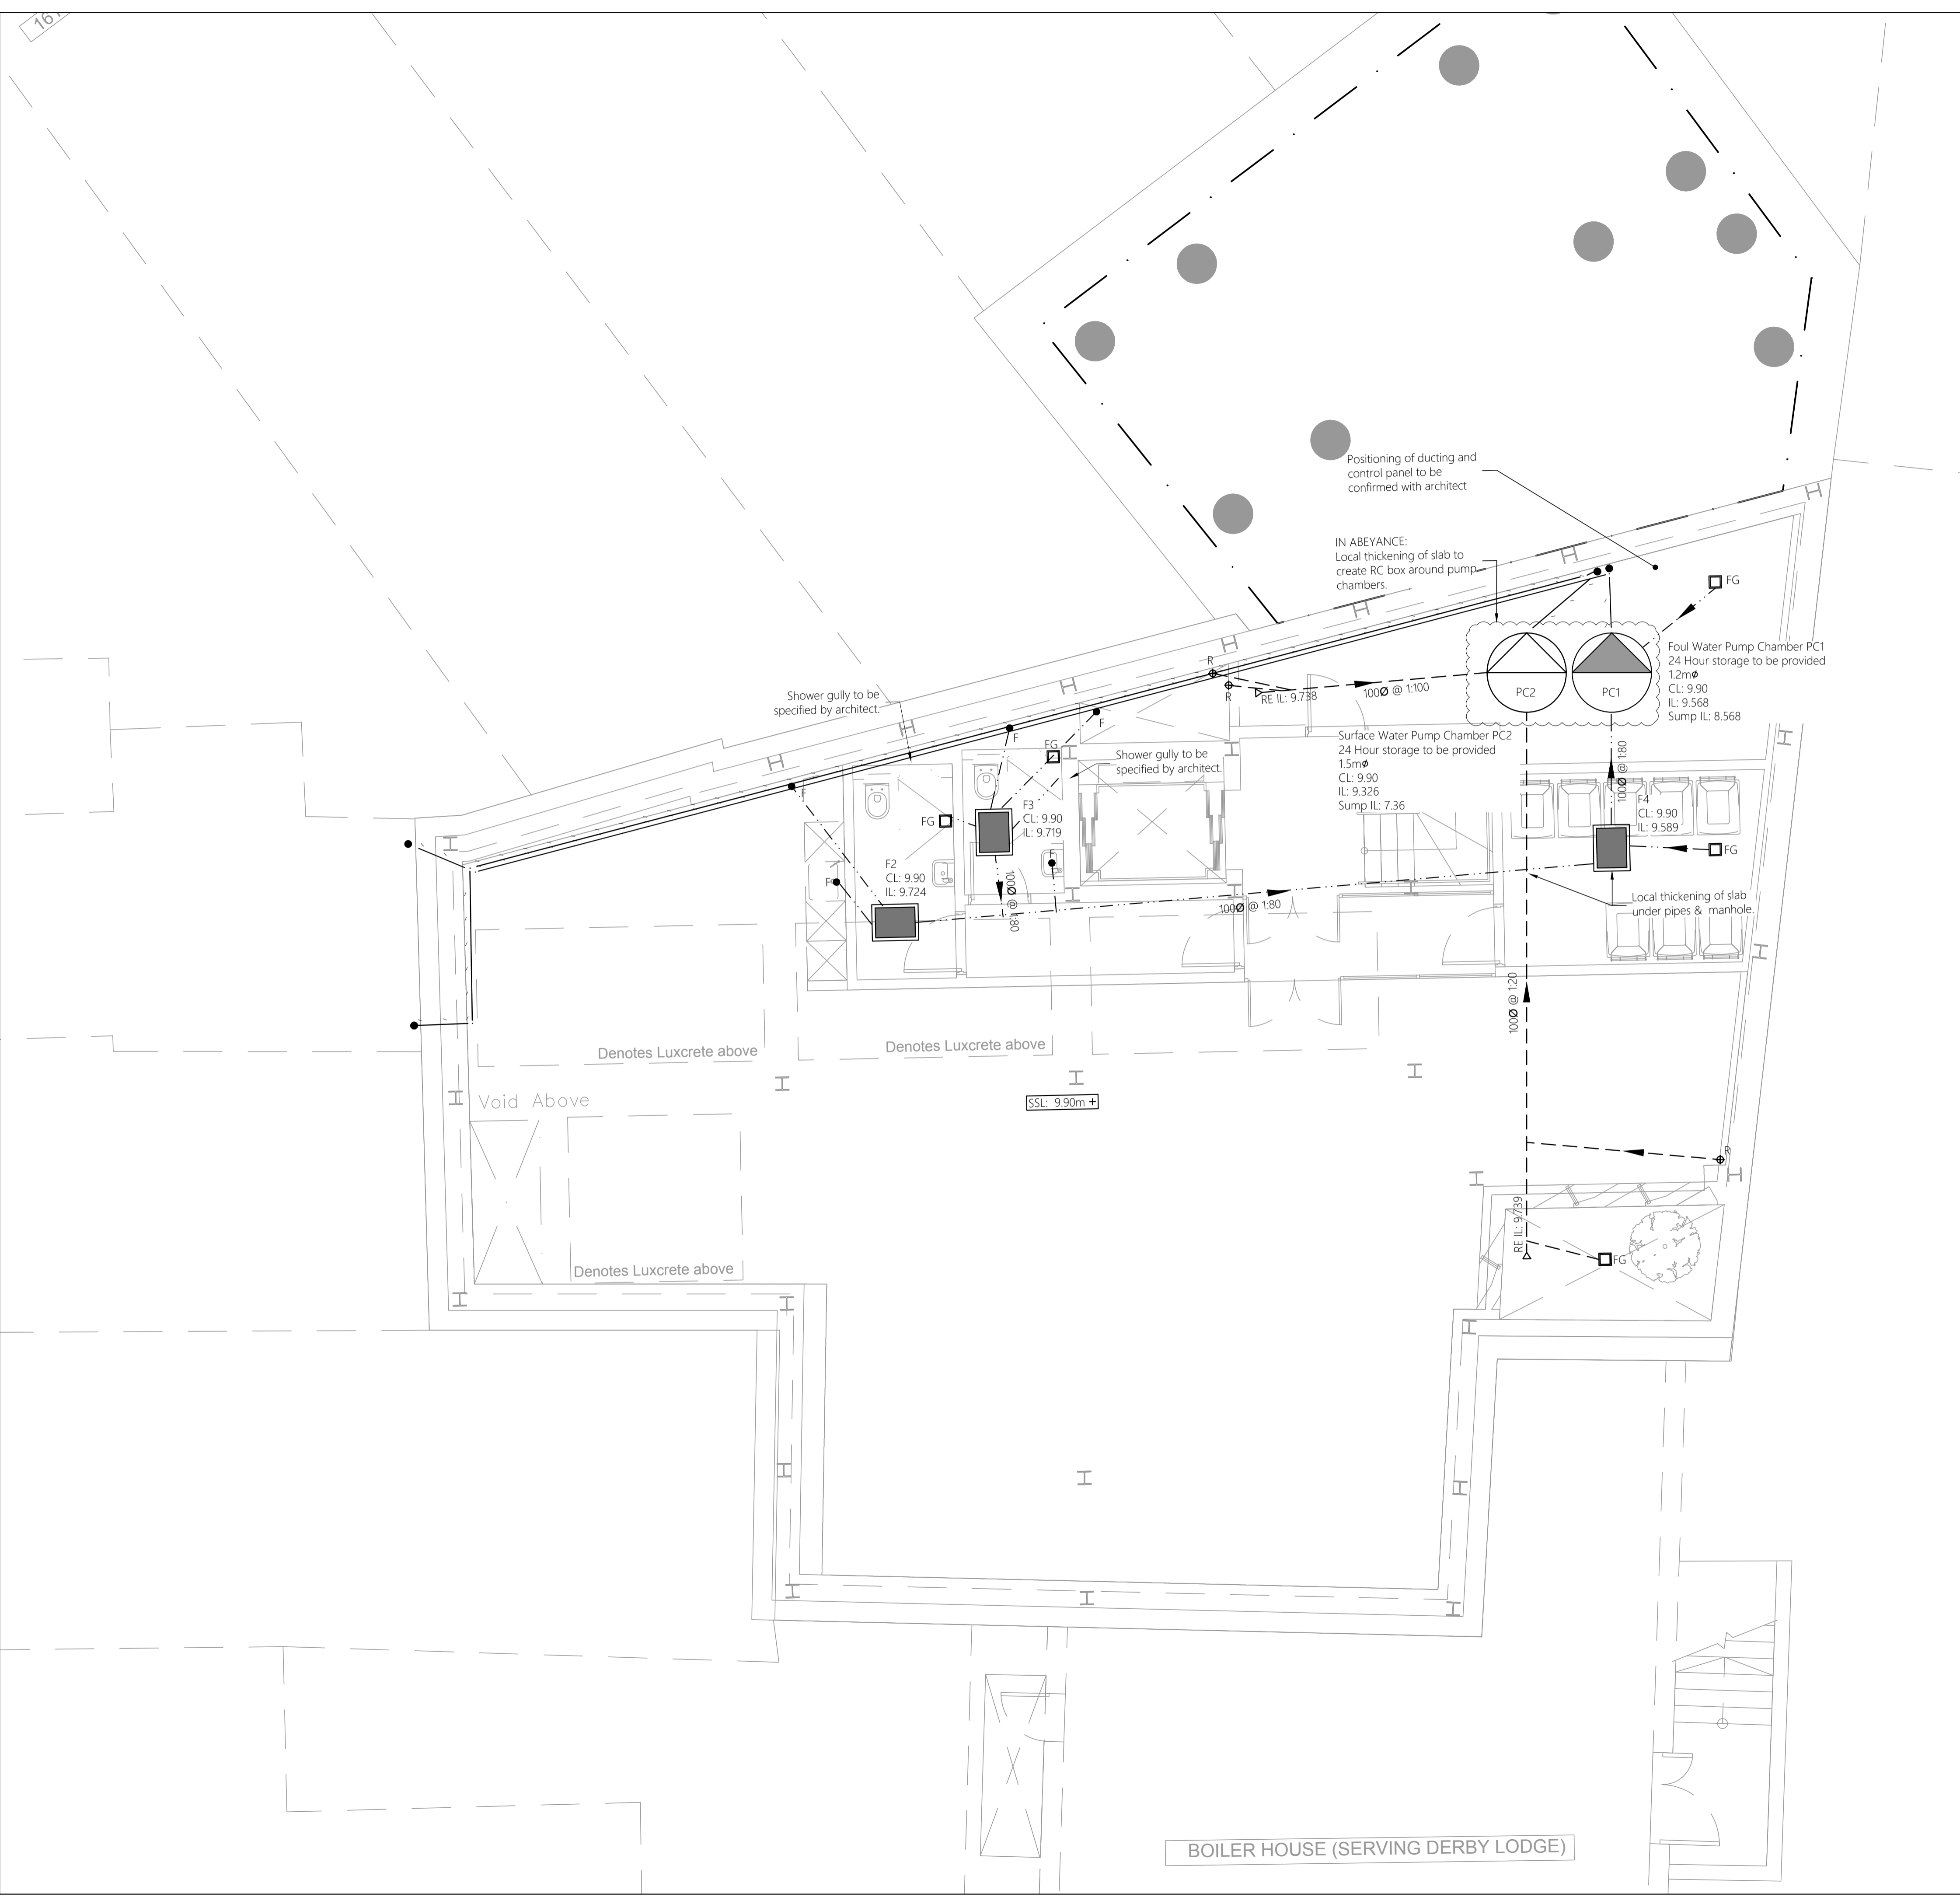 Positioning of ducting and
control panel to be
confirmed with architect
IN ABEYANCE:
Local thickening of slab to
create RC box around pump
chambers.
FG
Foul Water Pump Chamber PC1
24 Hour storage to be provided
1.2mø
CL: 9.90
IL: 9.568
Sump IL: 8.568
PC2
PC1
R
R
RE IL: 9.738
100Ø @ 1:100
Shower gully to be
specified by architect.
F
F
FG
Shower gully to be
specified by architect.
Surface Water Pump Chamber PC2
24 Hour storage to be provided
1.5mø
CL: 9.90
IL: 9.326
Sump IL: 7.36
100Ø @ 1:80
F
FG
F3
CL: 9.90
IL: 9.719
F4
CL: 9.90
IL: 9.589
FG
F2
CL: 9.90
IL: 9.724
F
F
100Ø @ 1:80
100Ø @ 1:80
Local thickening of slab
under pipes & manhole.
100Ø @ 1:20
Denotes Luxcrete above
Denotes Luxcrete above
Void Above
SSL: 9.90m +
R
RE IL: 9.739
FG
Denotes Luxcrete above
BOILER HOUSE (SERVING DERBY LODGE)